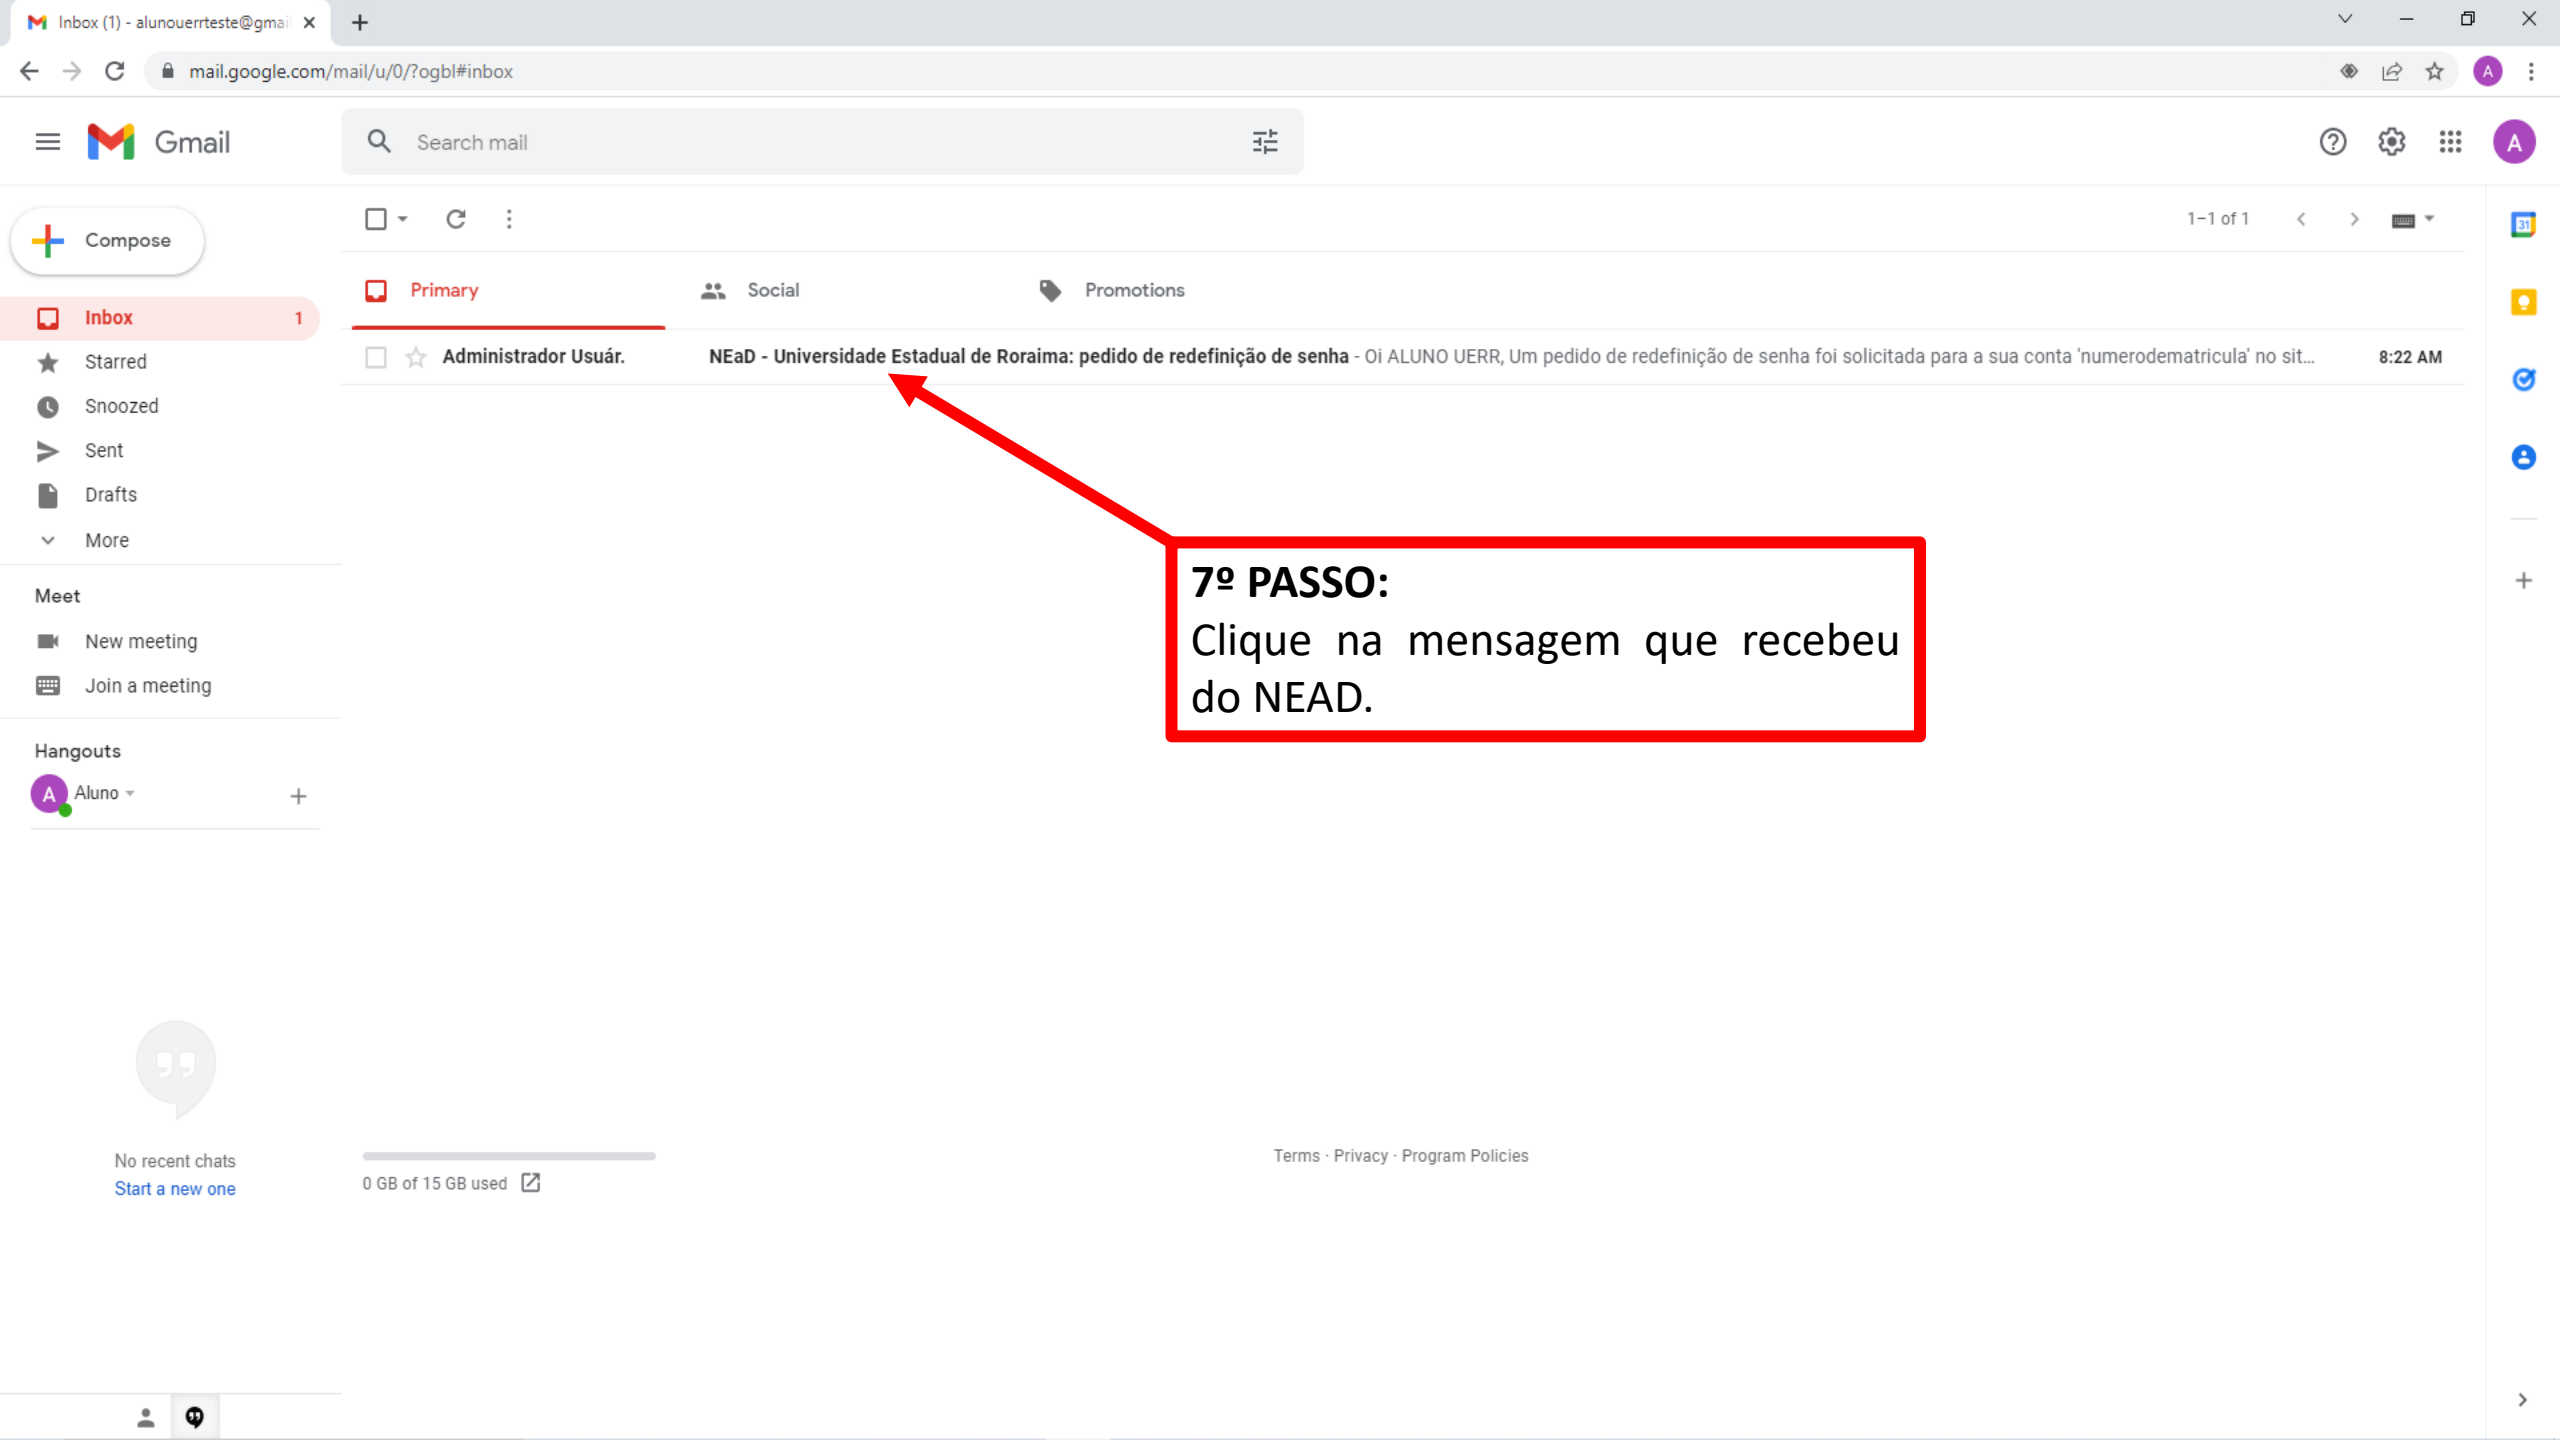 Inbox (1) - alunouerrteste@gmai
mail.google.com/mail/u/0/?ogbl#inbox
A
Gmail
Search mail
A
Compose
1–1 of 1
31
Primary
Social
Promotions
Inbox 1
Starred
Snoozed
Sent
Drafts
More
Administrador Usuár. NEaD - Universidade Estadual de Roraima: pedido de redefinição de senha - Oi ALUNO UERR, Um pedido de redefinição de senha foi solicitada para a sua conta 'numerodematricula' no sit... 8:22 AM
7º PASSO:
Clique na mensagem que recebeu
do NEAD.
Meet
New meeting
Join a meeting
Hangouts
A Aluno
No recent chats
Start a new one
0 GB of 15 GB used
Terms · Privacy · Program Policies